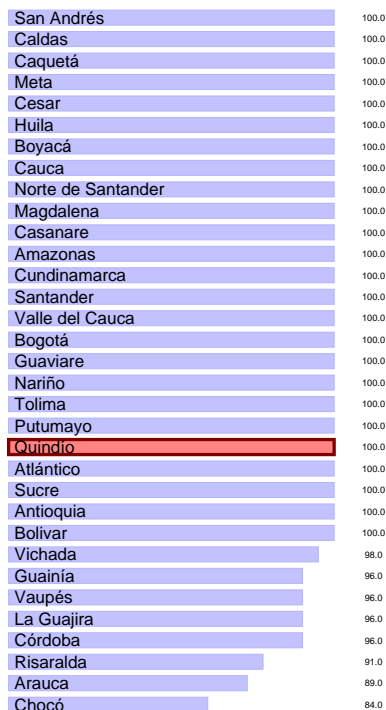 San Andrés 100.0
Caldas 100.0
Caquetá 100.0
Meta 100.0
Cesar 100.0
Huila 100.0
Boyacá 100.0
Cauca 100.0
Norte de Santander 100.0
Magdalena 100.0
Casanare 100.0
Amazonas 100.0
Cundinamarca 100.0
Santander 100.0
Valle del Cauca 100.0
Bogotá 100.0
Guaviare 100.0
Nariño 100.0
Tolima 100.0
Putumayo 100.0
Quindío 100.0
Atlántico 100.0
Sucre 100.0
Antioquia 100.0
Bolivar 100.0
Vichada 98.0
Guainía 96.0
Vaupés 96.0
La Guajira 96.0
Córdoba 96.0
Risaralda 91.0
Arauca 89.0
Chocó 84.0